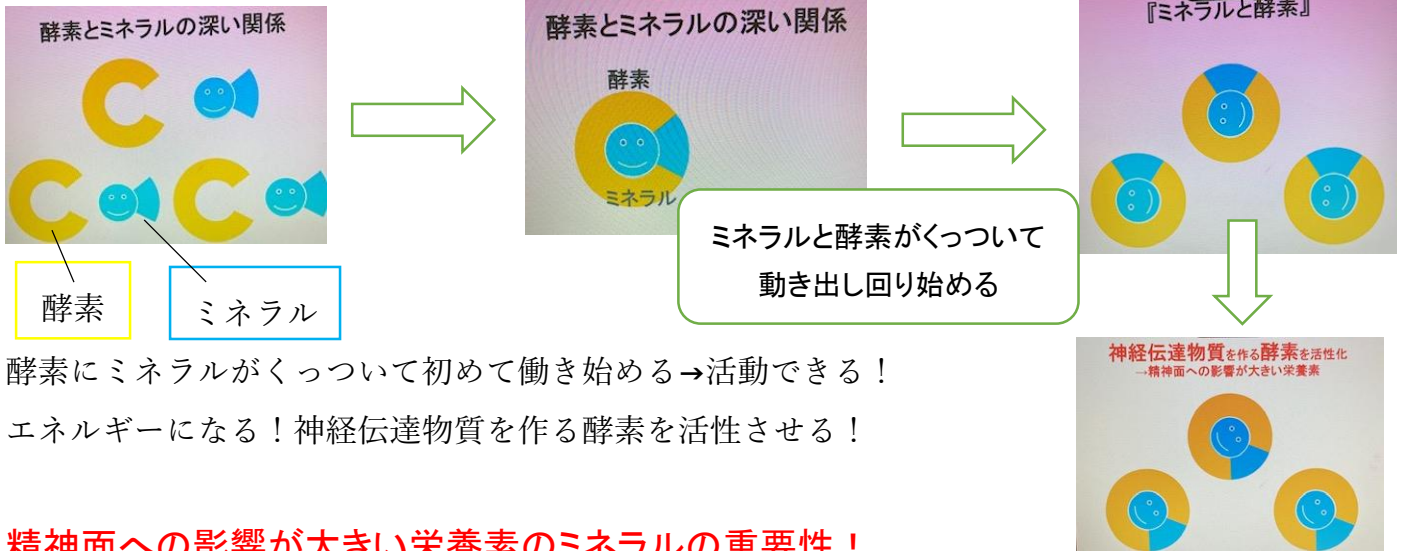 酵素とミネラルの深い関係
酵素とミネラルの深い関係
酵素
ミネラル
『ミネラルと酵素』
ミネラルと酵素がくっついて
動き出し回り始める
酵素
ミネラル
神経伝達物質を作る酵素を活性化
→精神面への影響が大きい栄養素
酵素にミネラルがくっついて初めて働き始める→活動できる！
エネルギーになる！神経伝達物質を作る酵素を活性させる！
精神面への影響が大きい栄養素のミネラルの重要性！